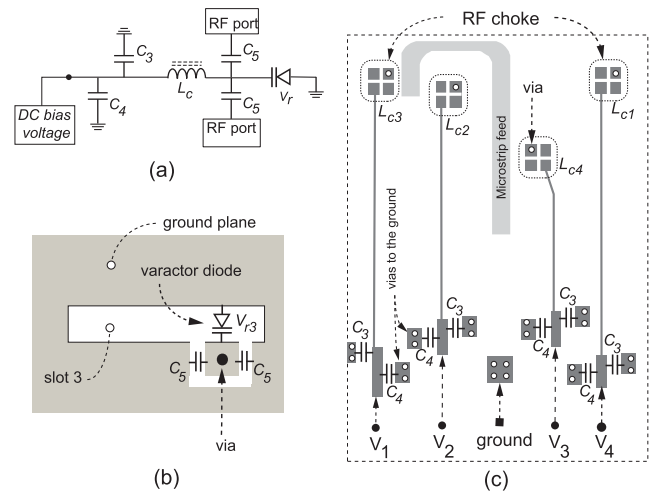 RF port
C3
C5
Lc
Vr
C4
C5
DC bias
voltage
RF port
(a)
ground plane
varactor diode
Vr3
C5
C5
slot 3
via
(b)
RF choke
Lc3
Lc2
via
Lc1
Lc4
Microstrip feed
vias to the ground
C3
C4
C3
C4
C3
C4
C3
C4
V1
V2
ground
V3
V4
(c)